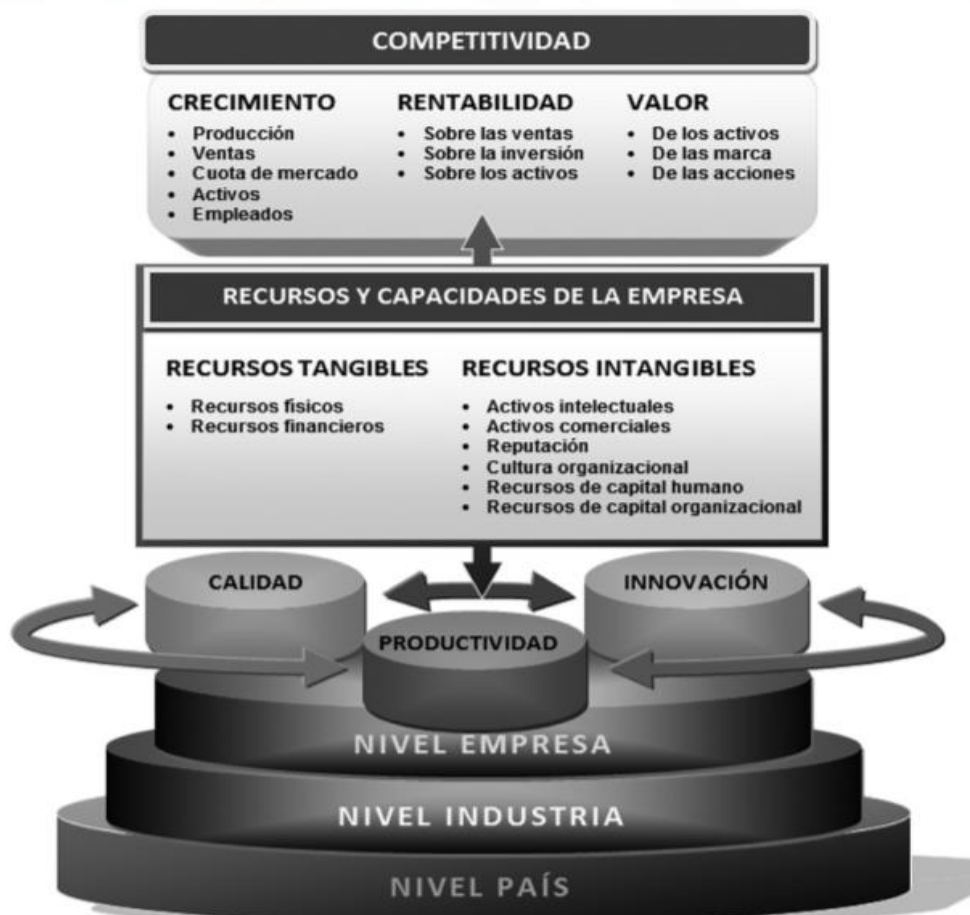 COMPETITIVIDAD
CRECIMIENTO
• Producción
• Ventas
• Cuota de mercado
• Activos
• Empleados
RENTABILIDAD
• Sobre las ventas
• Sobre la inversión
• Sobre los activos
VALOR
• De los activos
• De las marca
• De las acciones
RECURSOS Y CAPACIDADES DE LA EMPRESA
RECURSOS TANGIBLES
• Recursos físicos
• Recursos financieros
RECURSOS INTANGIBLES
• Activos intelectuales
• Activos comerciales
• Reputación
• Cultura organizacional
• Recursos de capital humano
• Recursos de capital organizacional
CALIDAD
INNOVACIÓN
PRODUCTIVIDAD
NIVEL EMPRESA
NIVEL INDUSTRIA
NIVEL PAÍS